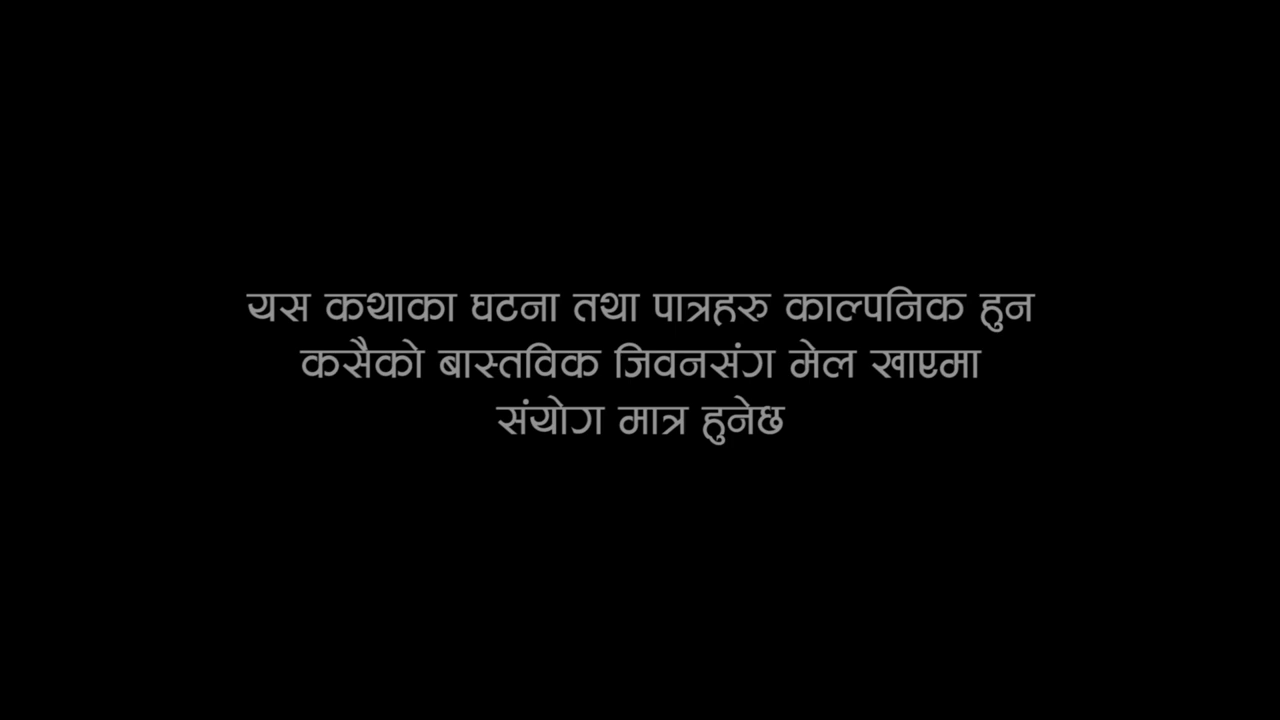 यस कथाका घटना तथा पात्रहरु काल्पनिक हुन
कसैको बास्तविक जिवनसंग मेल खाएमा
संयोग मात्र हुनेछ